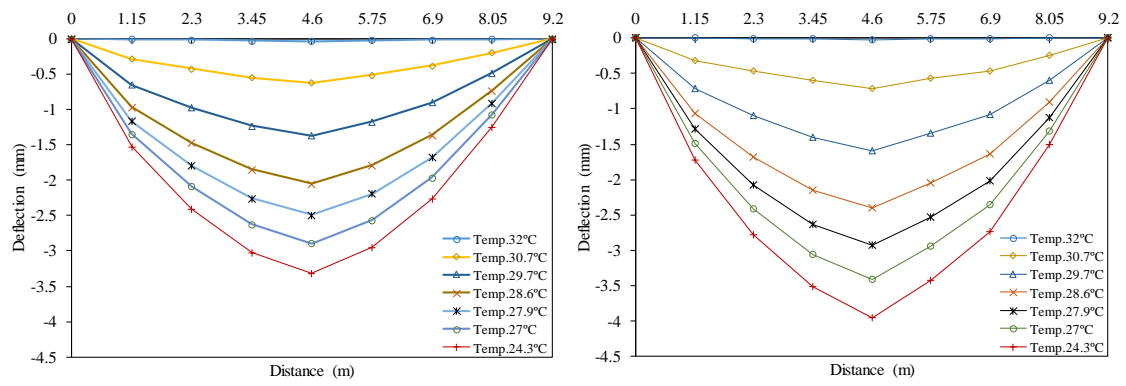 0 1.15 2.3 3.45 4.6 5.75 6.9 8.05 9.2
0
-0.5
-1
-1.5
-2
-2.5
-3
-3.5
-4
-4.5
Deflection (mm)
Distance (m)
Temp.32ºC
Temp.30.7ºC
Temp.29.7ºC
Temp.28.6ºC
Temp.27.9ºC
Temp.27ºC
Temp.24.3ºC
0 1.15 2.3 3.45 4.6 5.75 6.9 8.05 9.2
0
-0.5
-1
-1.5
-2
-2.5
-3
-3.5
-4
-4.5
Deflection (mm)
Distance (m)
Temp.32ºC
Temp.30.7ºC
Temp.29.7ºC
Temp.28.6ºC
Temp.27.9ºC
Temp.27ºC
Temp.24.3ºC